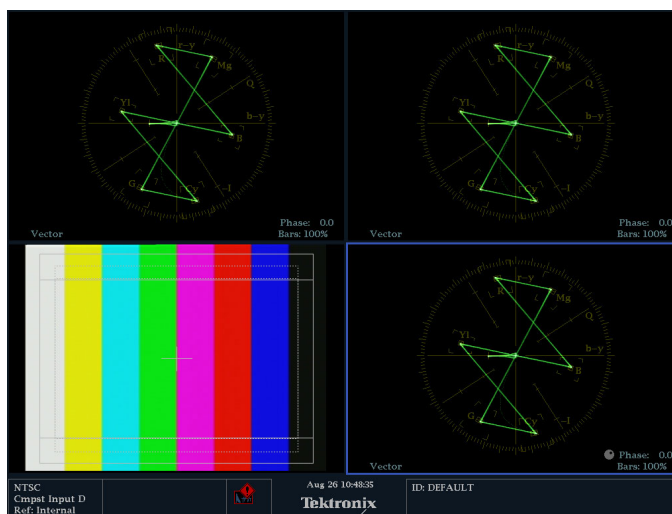 r-y
R
Mg
Q
Yl
b-y
B
G
Cy
-I
Vector
Phase: 0.0
Bars: 100%
r-y
R
Mg
Q
Yl
b-y
B
G
Cy
-I
Vector
Phase: 0.0
Bars: 100%
r-y
R
Mg
Q
Yl
b-y
B
G
Cy
-I
Vector
Phase: 0.0
Bars: 100%
NTSC
Cmpst Input D
Ref: Internal
Aug 26 10:48:35
Tektronix
ID: DEFAULT